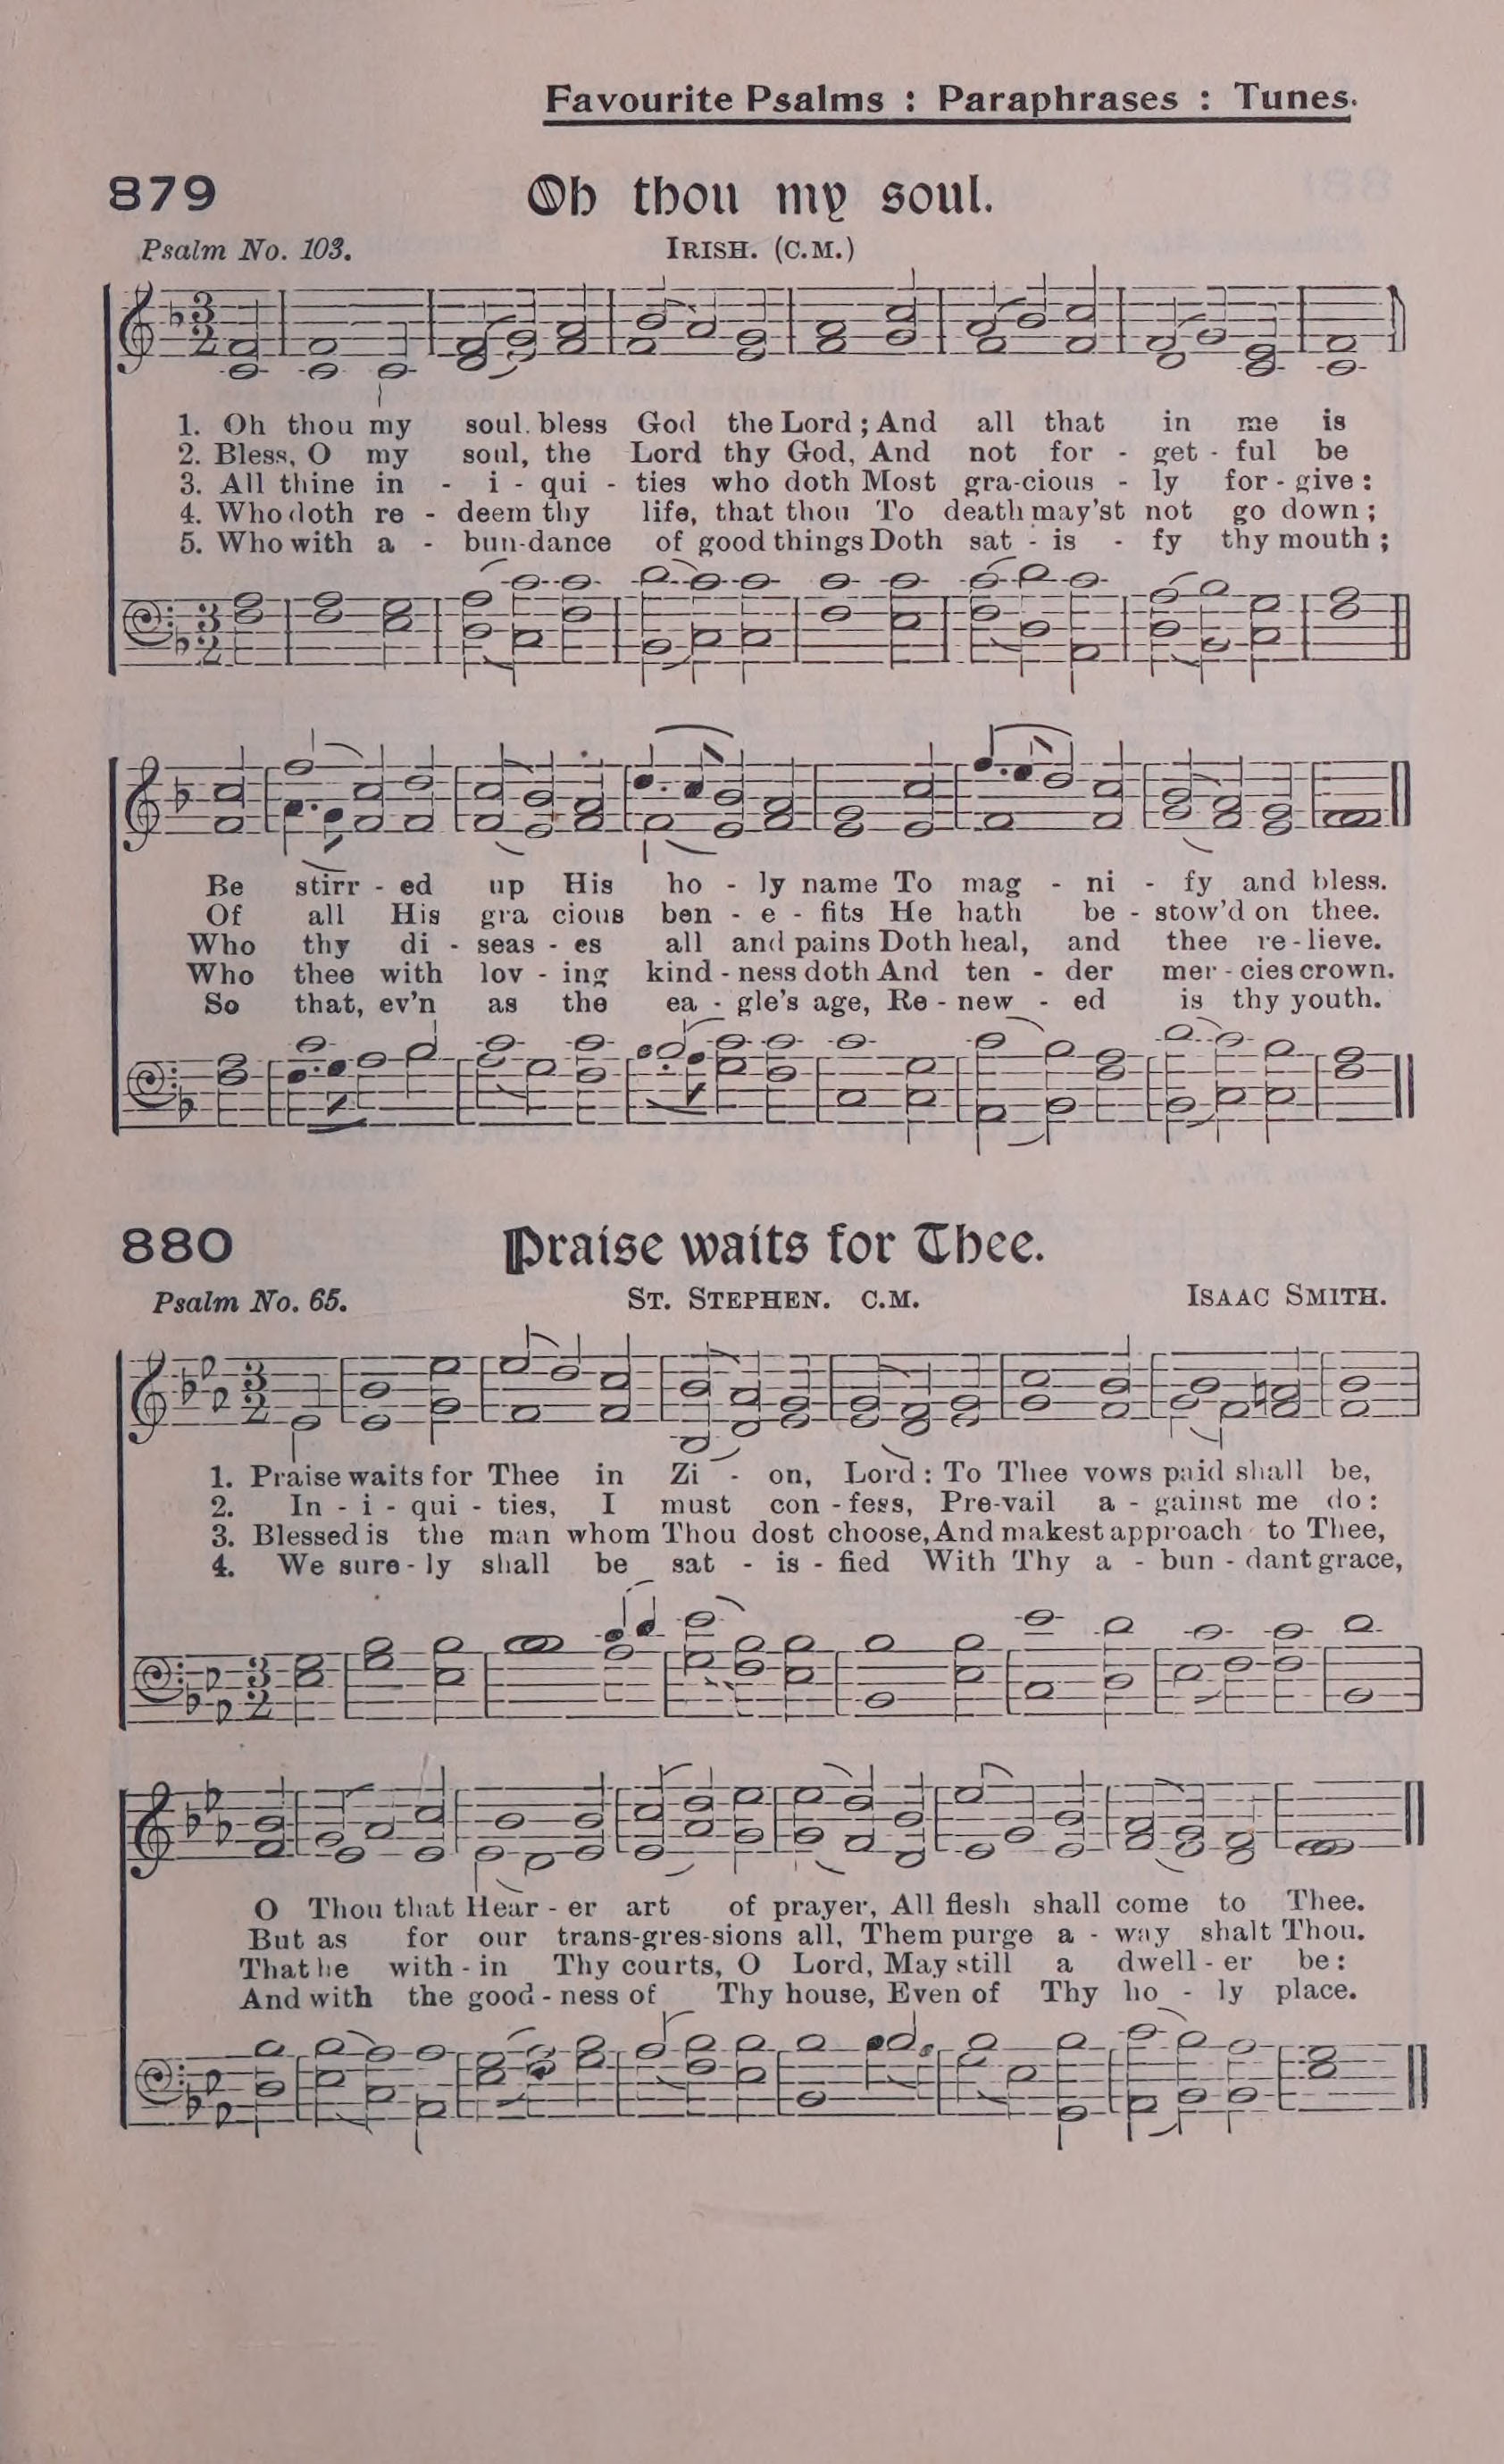 Favourite Psalms : Paraphrases : Tunes.
879 Oh thou my soul.
Psalm No. 103. IRISH. (C.M.)
1. Oh thou my soul. bless God the Lord; And all that in me is
2. Bless, O my soul, the Lord thy God, And not for - get - ful be
3. All thine in - i - qui - ties who doth Most gra-cious - ly for - give:
4. Who doth re - deem thy life, that thou To death may'st not go down;
5. Who with a - bun-dance of good things Doth sat - is - fy thy mouth;
Be stirr - ed up His ho - ly name To mag - ni - fy and bless.
Of all His gra cious ben - e - fits He hath be - stow'd on thee.
Who thy di - seas - es all and pains Doth heal, and thee re - lieve.
Who thee with lov - ing kind - ness doth And ten - der mer - cies crown.
So that, ev'n as the ea - gle's age, Re - new - ed is thy youth.
880 Praise waits for Thee.
Psalm No. 65. ST. STEPHEN. C.M. ISAAC SMITH.
1. Praise waits for Thee in Zi - on, Lord: To Thee vows paid shall be,
2. In - i - qui - ties, I must con - fess, Pre-vail a - gainst me do:
3. Blessed is the man whom Thou dost choose, And makest approach to Thee,
4. We sure - ly shall be sat - is - fied With Thy a - bun - dant grace,
O Thou that Hear - er art of prayer, All flesh shall come to Thee.
But as for our trans-gres-sions all, Them purge a - way shalt Thou.
That he with - in Thy courts, O Lord, May still a dwell - er be:
And with the good - ness of Thy house, Even of Thy ho - ly place.